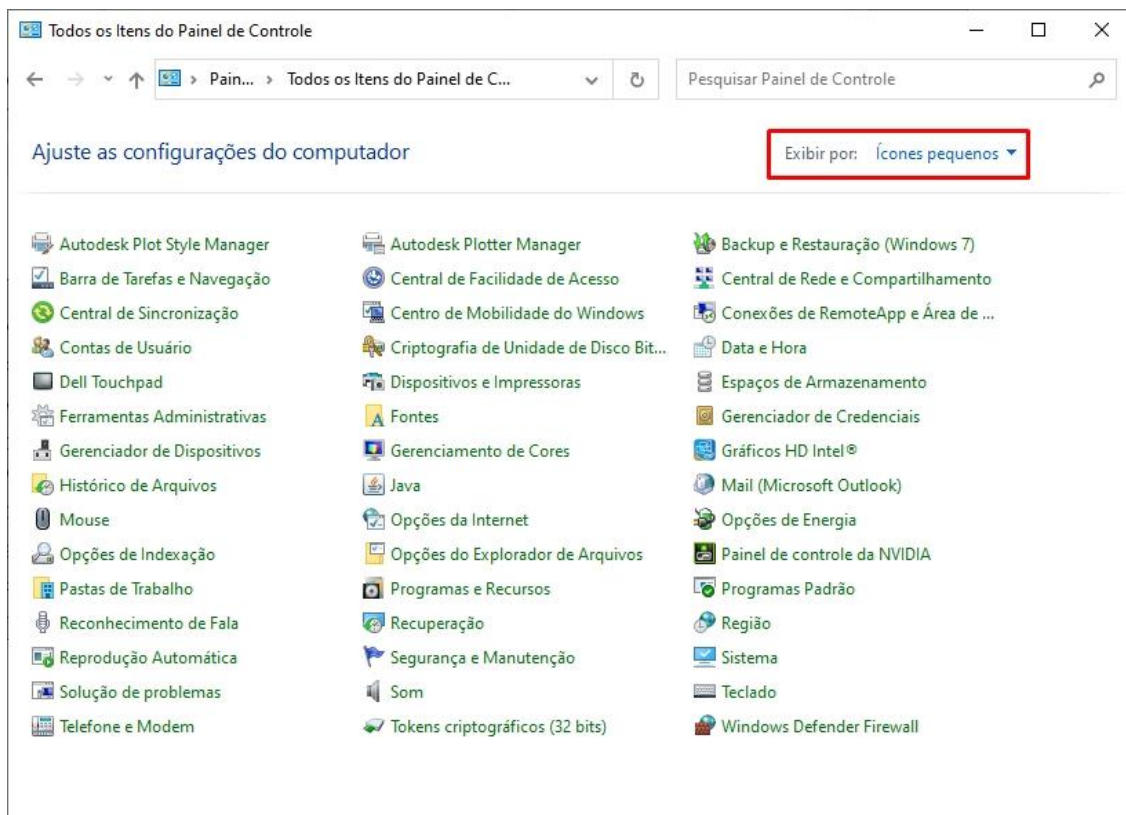 Todos os Itens do Painel de Controle
Pain... > Todos os Itens do Painel de C...
Pesquisar Painel de Controle
Ajuste as configurações do computador
Exibir por: Ícones pequenos
Autodesk Plot Style Manager
Autodesk Plotter Manager
Backup e Restauração (Windows 7)
Barra de Tarefas e Navegação
Central de Facilidade de Acesso
Central de Rede e Compartilhamento
Central de Sincronização
Centro de Mobilidade do Windows
Conexões de RemoteApp e Área de ...
Contas de Usuário
Criptografia de Unidade de Disco Bit...
Data e Hora
Dell Touchpad
Dispositivos e Impressoras
Espaços de Armazenamento
Ferramentas Administrativas
Fontes
Gerenciador de Credenciais
Gerenciador de Dispositivos
Gerenciamento de Cores
Gráficos HD Intel®
Histórico de Arquivos
Java
Mail (Microsoft Outlook)
Mouse
Opções da Internet
Opções de Energia
Opções de Indexação
Opções do Explorador de Arquivos
Painel de controle da NVIDIA
Pastas de Trabalho
Programas e Recursos
Programas Padrão
Reconhecimento de Fala
Recuperação
Região
Reprodução Automática
Segurança e Manutenção
Sistema
Solução de problemas
Som
Teclado
Telefone e Modem
Tokens criptográficos (32 bits)
Windows Defender Firewall